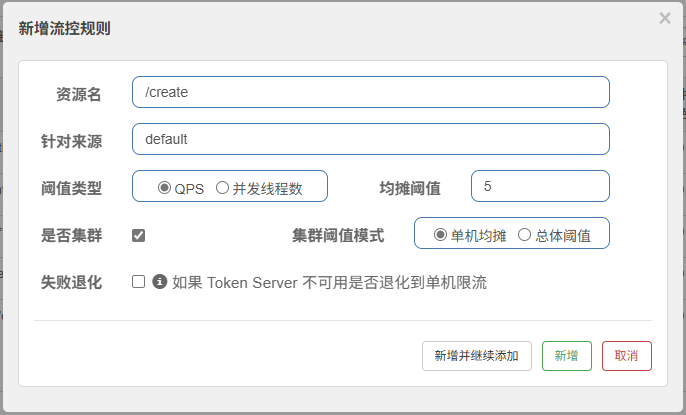 新增流控规则
资源名 /create
针对来源 default
阈值类型 QPS 并发线程数 均摊阈值 5
是否集群 集群阈值模式 单机均摊 总体阈值
失败退化 如果 Token Server 不可用是否退化到单机限流
新增并继续添加 新增 取消